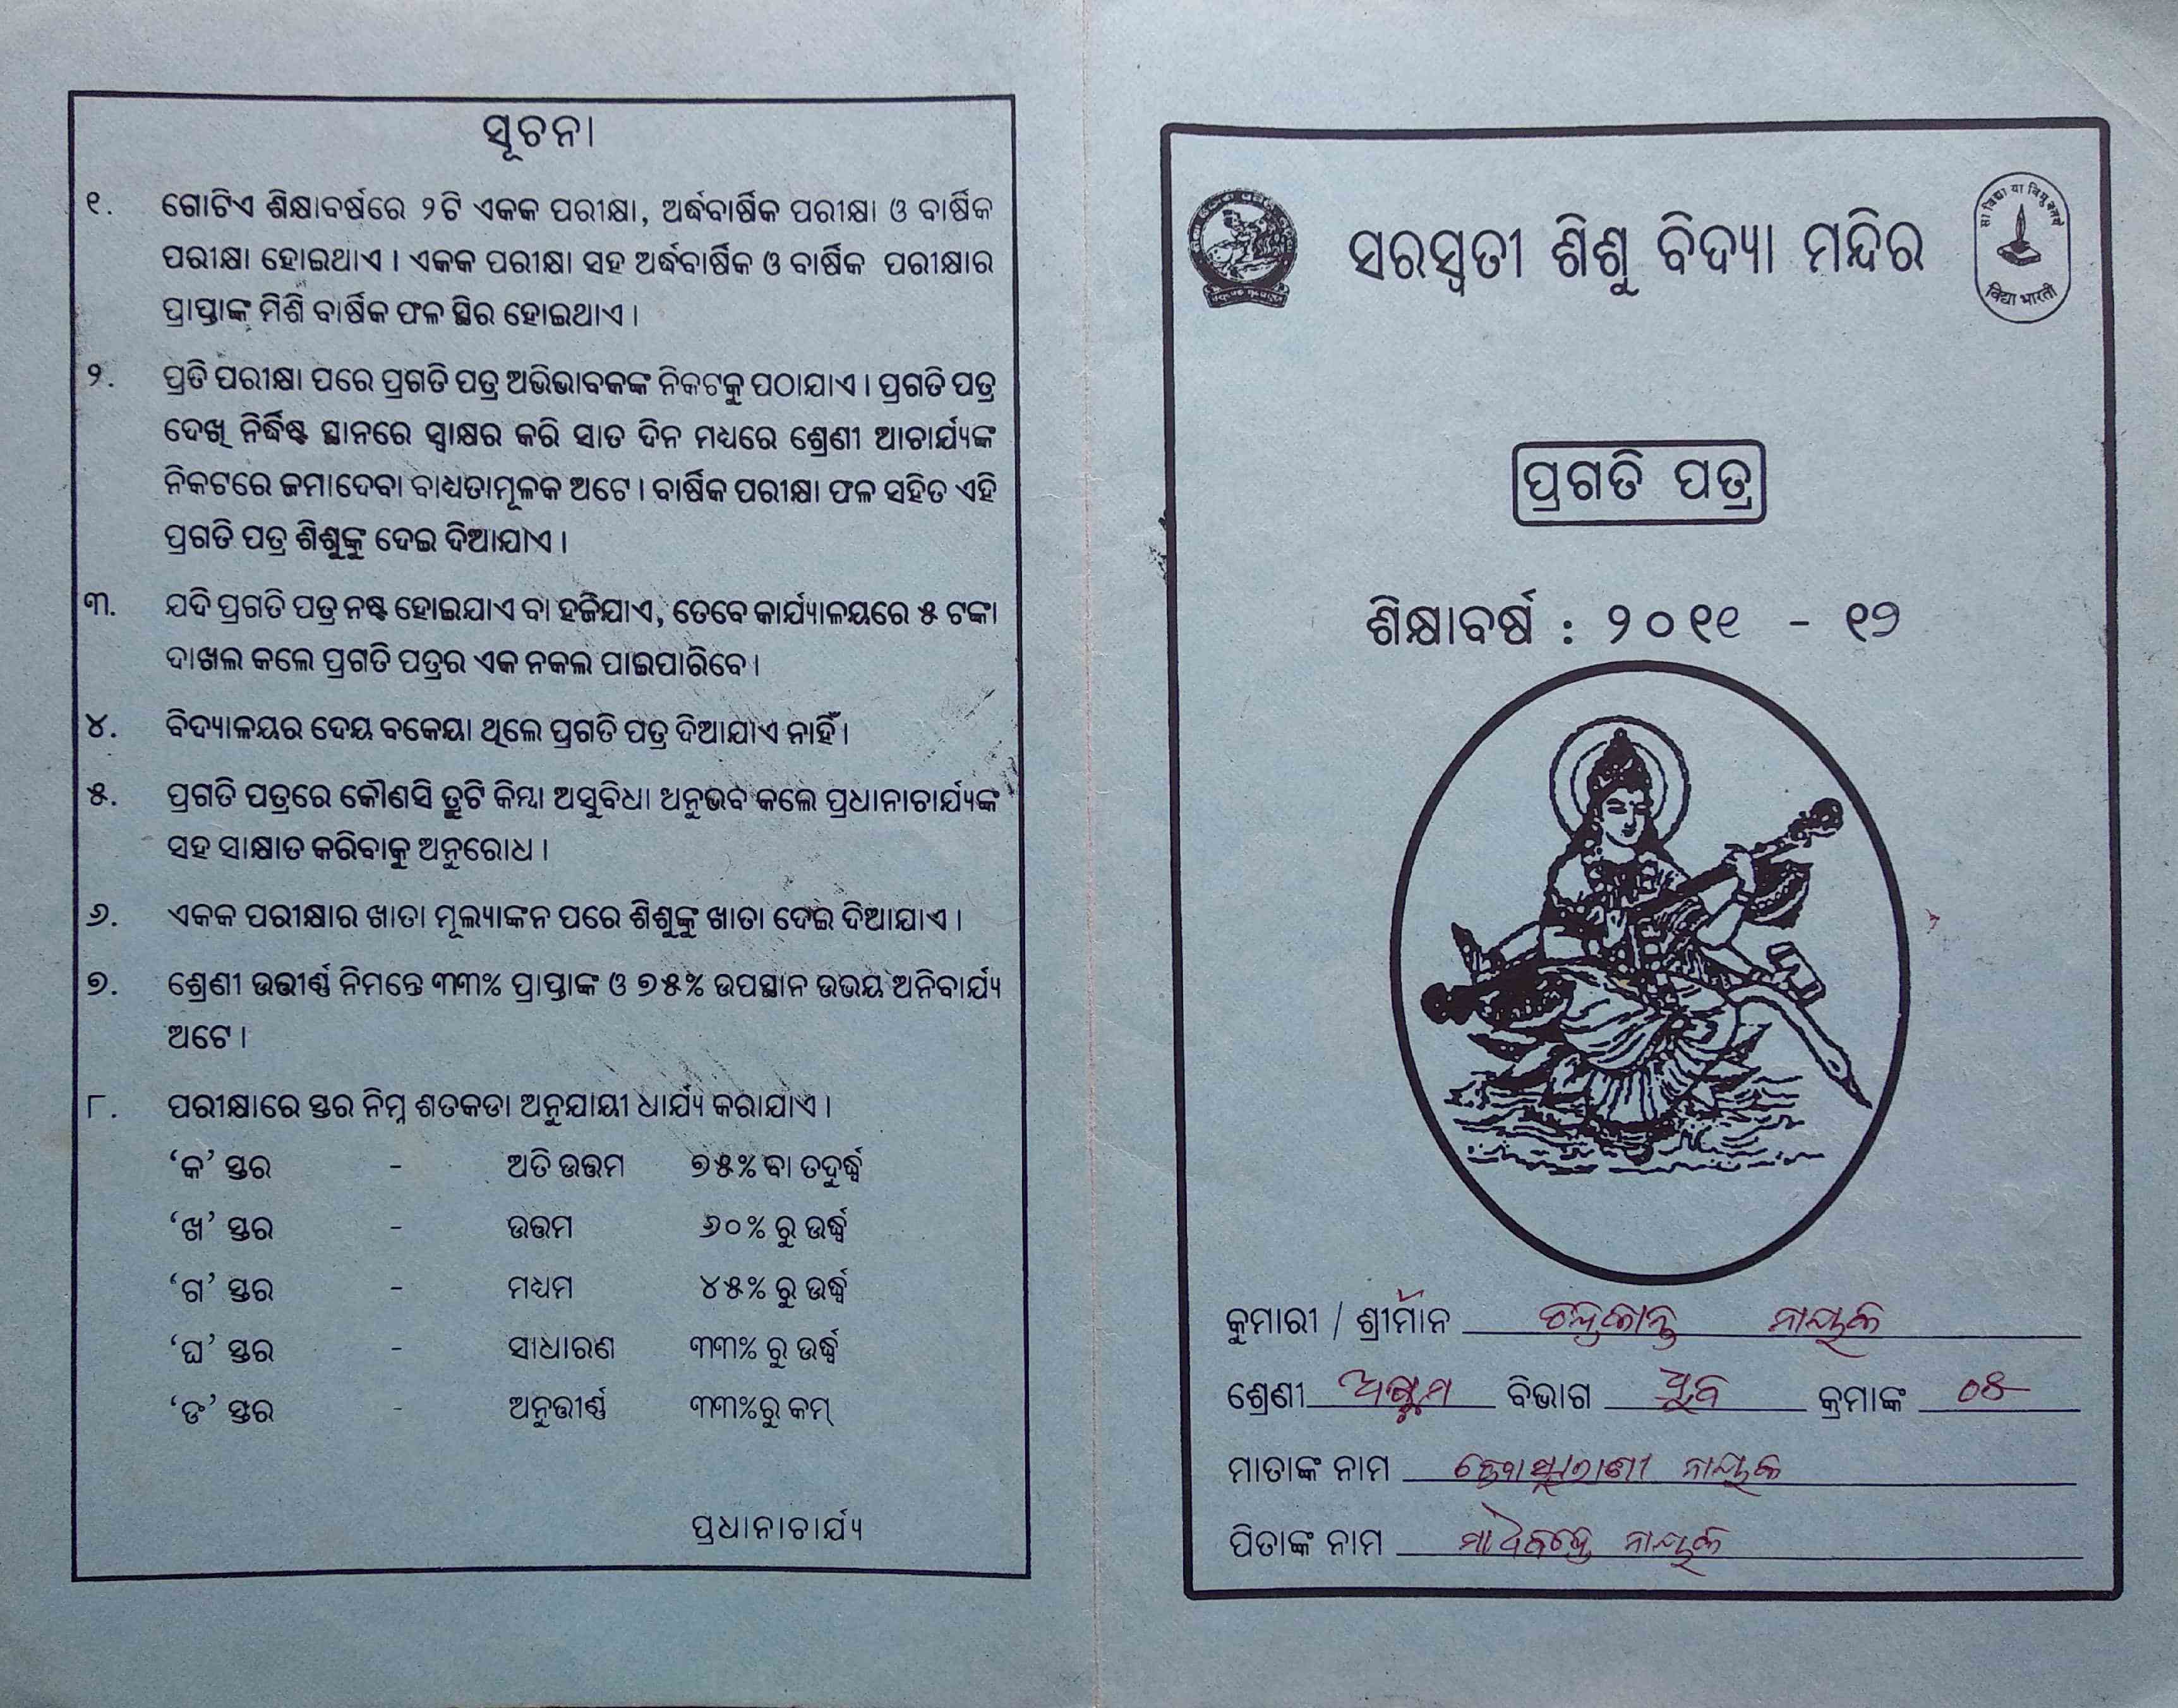 ସୂଚନା
୧. ଗୋଟିଏ ଶିକ୍ଷାବର୍ଷରେ ୨ଟି ଏକକ ପରୀକ୍ଷା, ଅର୍ଦ୍ଧବାର୍ଷିକ ପରୀକ୍ଷା ଓ ବାର୍ଷିକ
ପରୀକ୍ଷା ହୋଇଥାଏ । ଏକକ ପରୀକ୍ଷା ସହ ଅର୍ଦ୍ଧବାର୍ଷିକ ଓ ବାର୍ଷିକ ପରୀକ୍ଷାର
ପ୍ରାପ୍ତାଙ୍କ ମିଶି ବାର୍ଷିକ ଫଳ ସ୍ଥିର ହୋଇଥାଏ ।
୨. ପ୍ରତି ପରୀକ୍ଷା ପରେ ପ୍ରଗତି ପତ୍ର ଅଭିଭାବକଙ୍କ ନିକଟକୁ ପଠାଯାଏ । ପ୍ରଗତି ପତ୍ର
ଦେଖି ନିର୍ଦ୍ଧିଷ୍ଟ ସ୍ଥାନରେ ସ୍ୱାକ୍ଷର କରି ସାତ ଦିନ ମଧ୍ୟରେ ଶ୍ରେଣୀ ଆଚାର୍ଯ୍ୟଙ୍କ
ନିକଟରେ ଜମାଦେବା ବାଧ୍ୟତାମୂଳକ ଅଟେ । ବାର୍ଷିକ ପରୀକ୍ଷା ଫଳ ସହିତ ଏହି
ପ୍ରଗତି ପତ୍ର ଶିଶୁଙ୍କୁ ଦେଇ ଦିଆଯାଏ ।
୩. ଯଦି ପ୍ରଗତି ପତ୍ର ନଷ୍ଟ ହୋଇଯାଏ ବା ହଜିଯାଏ, ତେବେ କାର୍ଯ୍ୟାଳୟରେ ୫ ଟଙ୍କା
ଦାଖଲ କଲେ ପ୍ରଗତି ପତ୍ରର ଏକ ନକଲ ପାଇପାରିବେ ।
୪. ବିଦ୍ୟାଳୟର ଦେୟ ବକେୟା ଥିଲେ ପ୍ରଗତି ପତ୍ର ଦିଆଯାଏ ନାହିଁ ।
୫. ପ୍ରଗତି ପତ୍ରରେ କୌଣସି ତ୍ରୁଟି କିମ୍ବା ଅସୁବିଧା ଅନୁଭବ କଲେ ପ୍ରଧାନାଚାର୍ଯ୍ୟଙ୍କ
ସହ ସାକ୍ଷାତ କରିବାକୁ ଅନୁରୋଧ ।
୬. ଏକକ ପରୀକ୍ଷାର ଖାତା ମୂଲ୍ୟାଙ୍କନ ପରେ ଶିଶୁଙ୍କୁ ଖାତା ଦେଇ ଦିଆଯାଏ ।
୭. ଶ୍ରେଣୀ ଉତ୍ତୀର୍ଣ୍ଣ ନିମନ୍ତେ ୩୩% ପ୍ରାପ୍ତାଙ୍କ ଓ ୭୫% ଉପସ୍ଥାନ ଉଭୟ ଅନିବାର୍ଯ୍ୟ
ଅଟେ ।
୮. ପରୀକ୍ଷାରେ ସ୍ତର ନିମ୍ନ ଶତକଡା ଅନୁଯାୟୀ ଧାର୍ଯ୍ୟ କରାଯାଏ ।
‘କ’ ସ୍ତର - ଅତି ଉତ୍ତମ ୭୫% ବା ତଦୁର୍ଦ୍ଧ୍ୱ
‘ଖ’ ସ୍ତର - ଉତ୍ତମ ୬୦% ରୁ ଉର୍ଦ୍ଧ୍ୱ
‘ଗ’ ସ୍ତର - ମଧ୍ୟମ ୪୫% ରୁ ଉର୍ଦ୍ଧ୍ୱ
‘ଘ’ ସ୍ତର - ସାଧାରଣ ୩୩% ରୁ ଉର୍ଦ୍ଧ୍ୱ
‘ଙ’ ସ୍ତର - ଅନୁତ୍ତୀର୍ଣ୍ଣ ୩୩%ରୁ କମ୍
ପ୍ରଧାନାଚାର୍ଯ୍ୟ
ସରସ୍ୱତୀ ଶିଶୁ ବିଦ୍ୟା ମନ୍ଦିର
सा विद्या या विमुक्तये
विद्या भारती
ପ୍ରଗତି ପତ୍ର
ଶିକ୍ଷାବର୍ଷ : ୨୦୧୧ - ୧୨
କୁମାରୀ / ଶ୍ରୀମାନ ଚନ୍ଦ୍ରକାନ୍ତ ନାୟକ
ଶ୍ରେଣୀ ଅଷ୍ଟମ ବିଭାଗ ଧ୍ରୁବ କ୍ରମାଙ୍କ ୦୫
ମାତାଙ୍କ ନାମ ଜ୍ୟୋସ୍ନାରାଣୀ ନାୟକ
ପିତାଙ୍କ ନାମ ନାୟକ